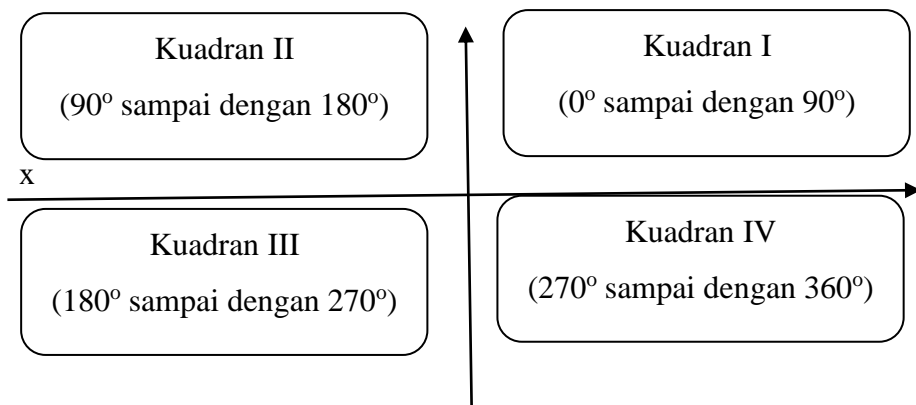 Kuadran II
(90º sampai dengan 180º)
Kuadran I
(0º sampai dengan 90º)
x
Kuadran III
(180º sampai dengan 270º)
Kuadran IV
(270º sampai dengan 360º)